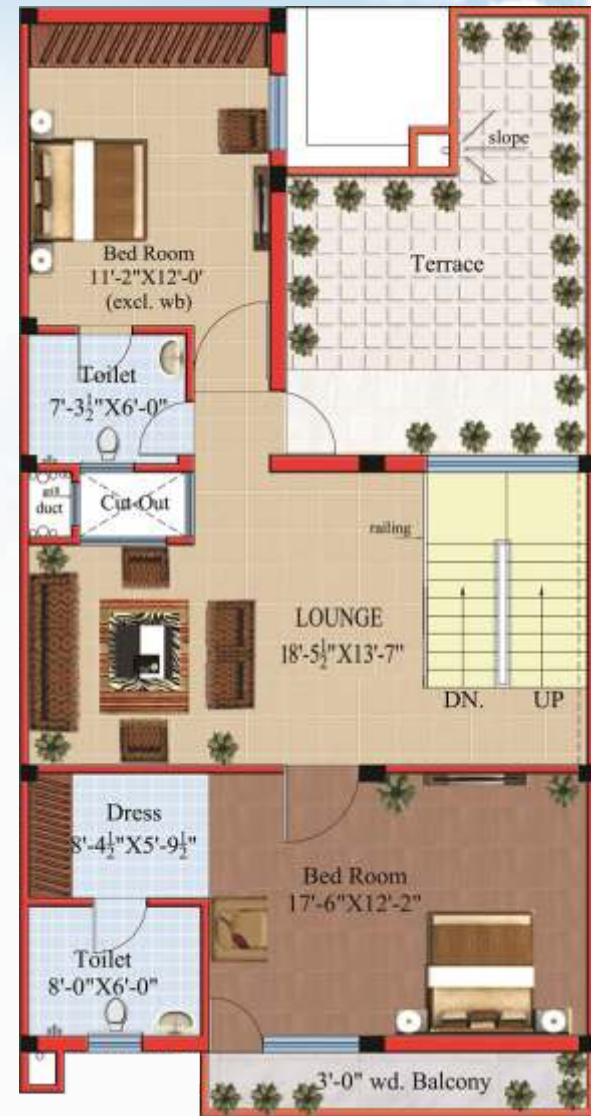 slope
Terrace
Bed Room
11'-2"X12'-0'
(excl. wb)
Toilet
7'-3½"X6'-0"
duct
Cut-Out
railing
LOUNGE
18'-5½"X13'-7"
DN.
UP
Dress
8'-4½"X5'-9½"
Bed Room
17'-6"X12'-2"
Toilet
8'-0"X6'-0"
3'-0" wd. Balcony